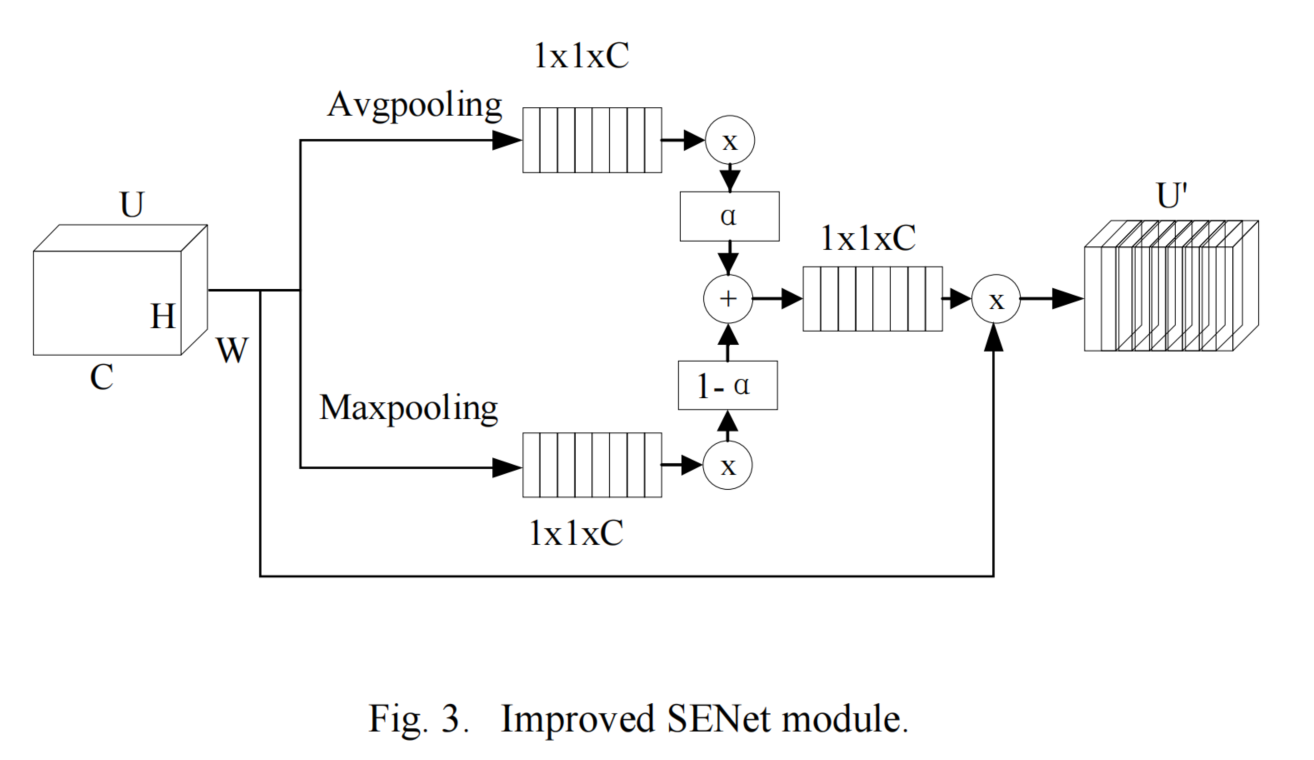 1x1xC
Avgpooling
x
U
α
U'
1x1xC
H
+
x
W
C
1- α
Maxpooling
x
1x1xC
Fig. 3. Improved SENet module.